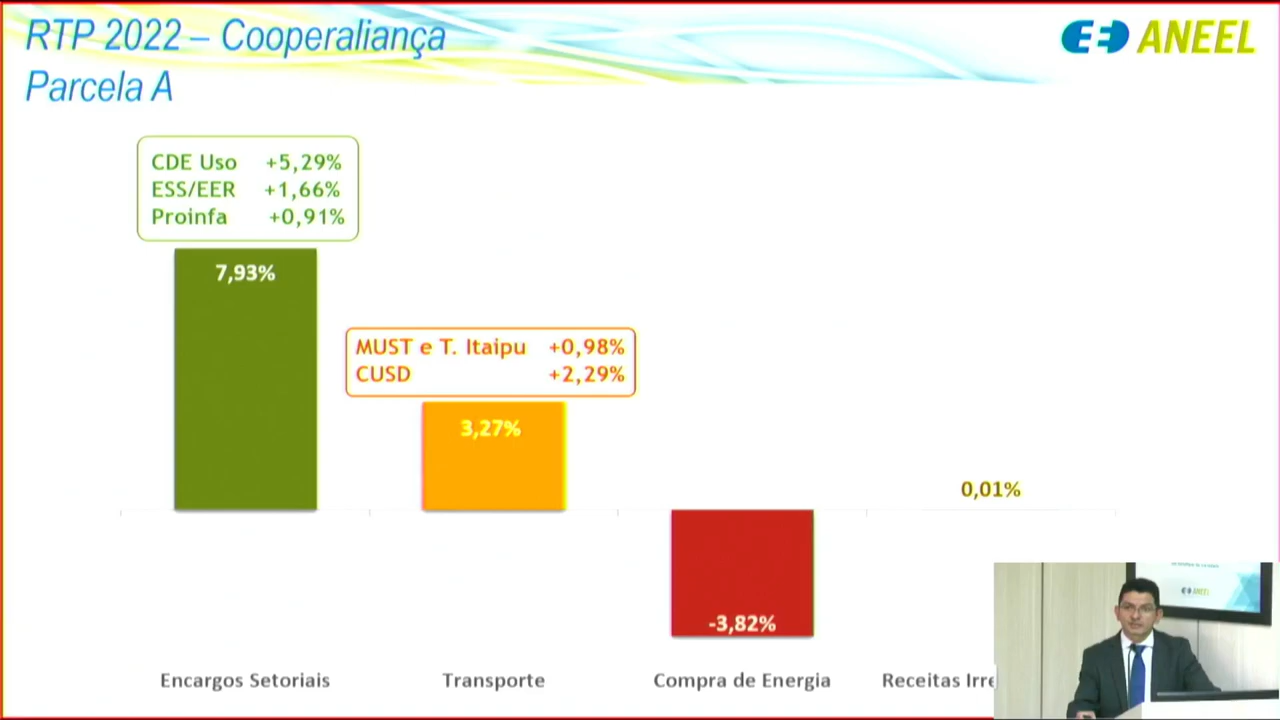 RTP 2022 – Cooperaliança
Parcela A
ANEEL
CDE Uso +5,29%
ESS/EER +1,66%
Proinfa +0,91%
7,93%
MUST e T. Itaipu +0,98%
CUSD +2,29%
3,27%
0,01%
-3,82%
Encargos Setoriais
Transporte
Compra de Energia
Receitas Irre
ANEEL